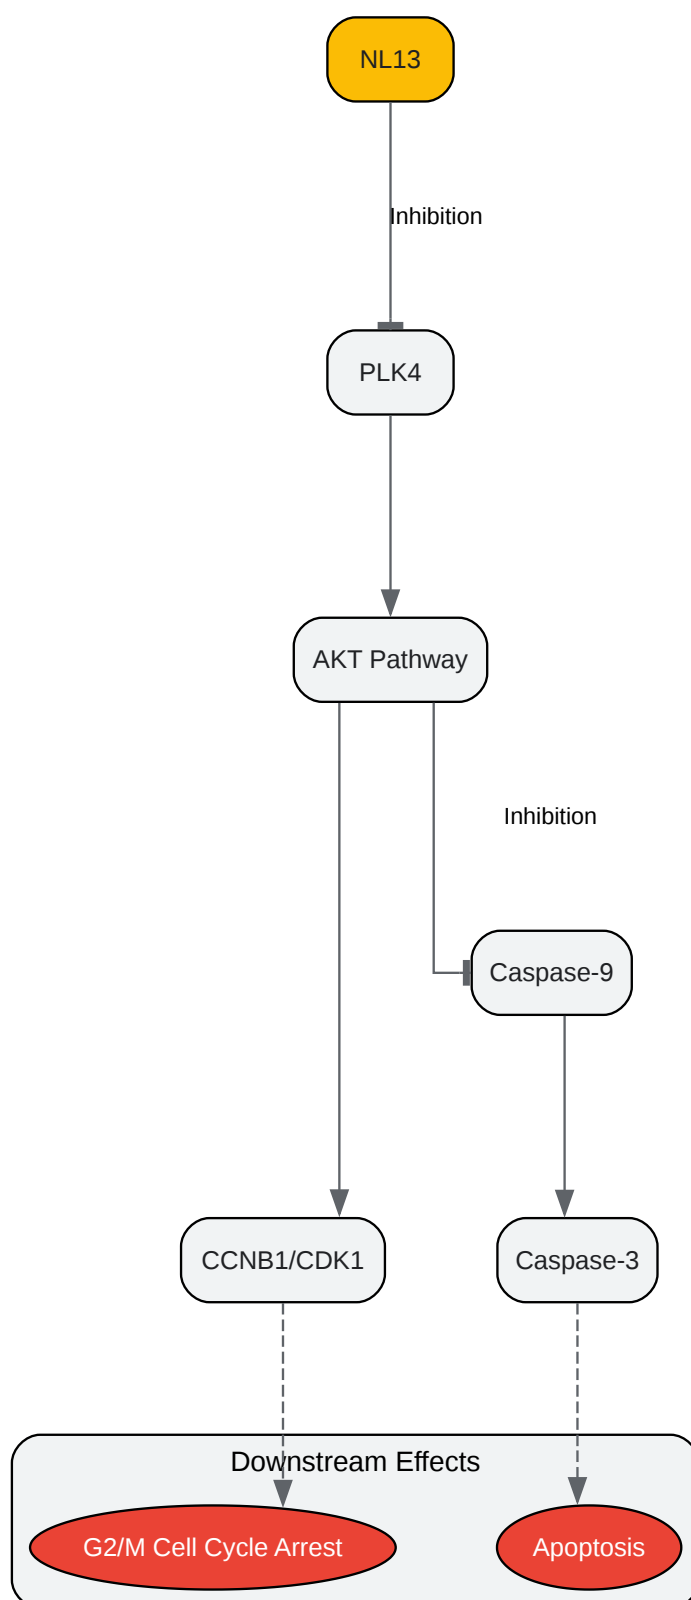 NL13
Inhibition
PLK4
AKT Pathway
Inhibition
Caspase-9
CCNB1/CDK1
Caspase-3
Downstream Effects
G2/M Cell Cycle Arrest
Apoptosis